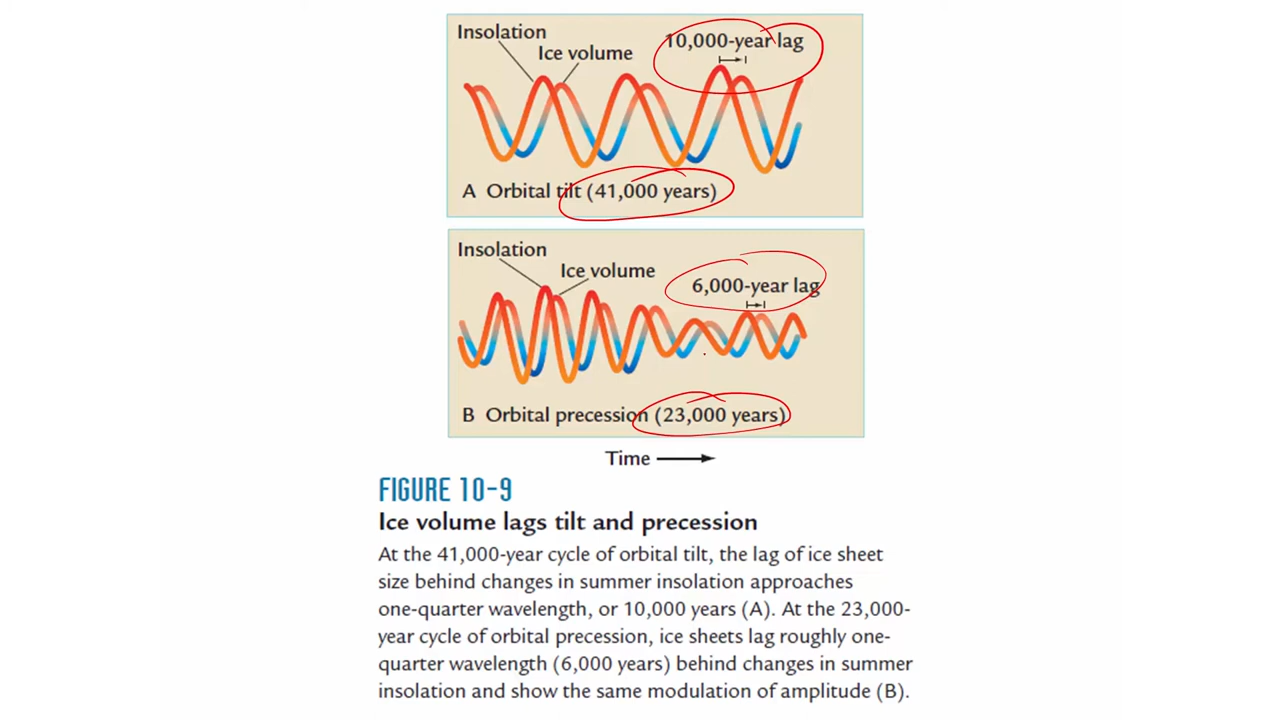 Insolation
Ice volume
10,000-year lag
A Orbital tilt (41,000 years)
Insolation
Ice volume
6,000-year lag
B Orbital precession (23,000 years)
Time
FIGURE 10–9
Ice volume lags tilt and precession
At the 41,000-year cycle of orbital tilt, the lag of ice sheet
size behind changes in summer insolation approaches
one-quarter wavelength, or 10,000 years (A). At the 23,000-
year cycle of orbital precession, ice sheets lag roughly one-
quarter wavelength (6,000 years) behind changes in summer
insolation and show the same modulation of amplitude (B).